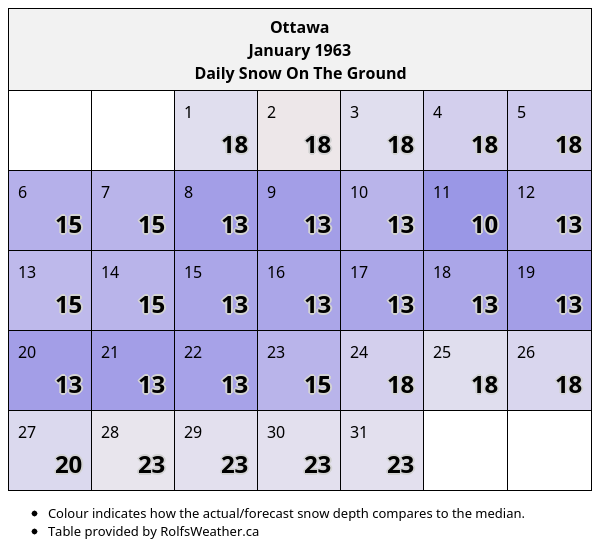 Ottawa
January 1963
Daily Snow On The Ground
1 2 3 4 5
18 18 18 18 18
6 7 8 9 10 11 12
15 15 13 13 13 10 13
13 14 15 16 17 18 19
15 15 13 13 13 13 13
20 21 22 23 24 25 26
13 13 13 15 18 18 18
27 28 29 30 31
20 23 23 23 23
• Colour indicates how the actual/forecast snow depth compares to the median.
• Table provided by RolfsWeather.ca